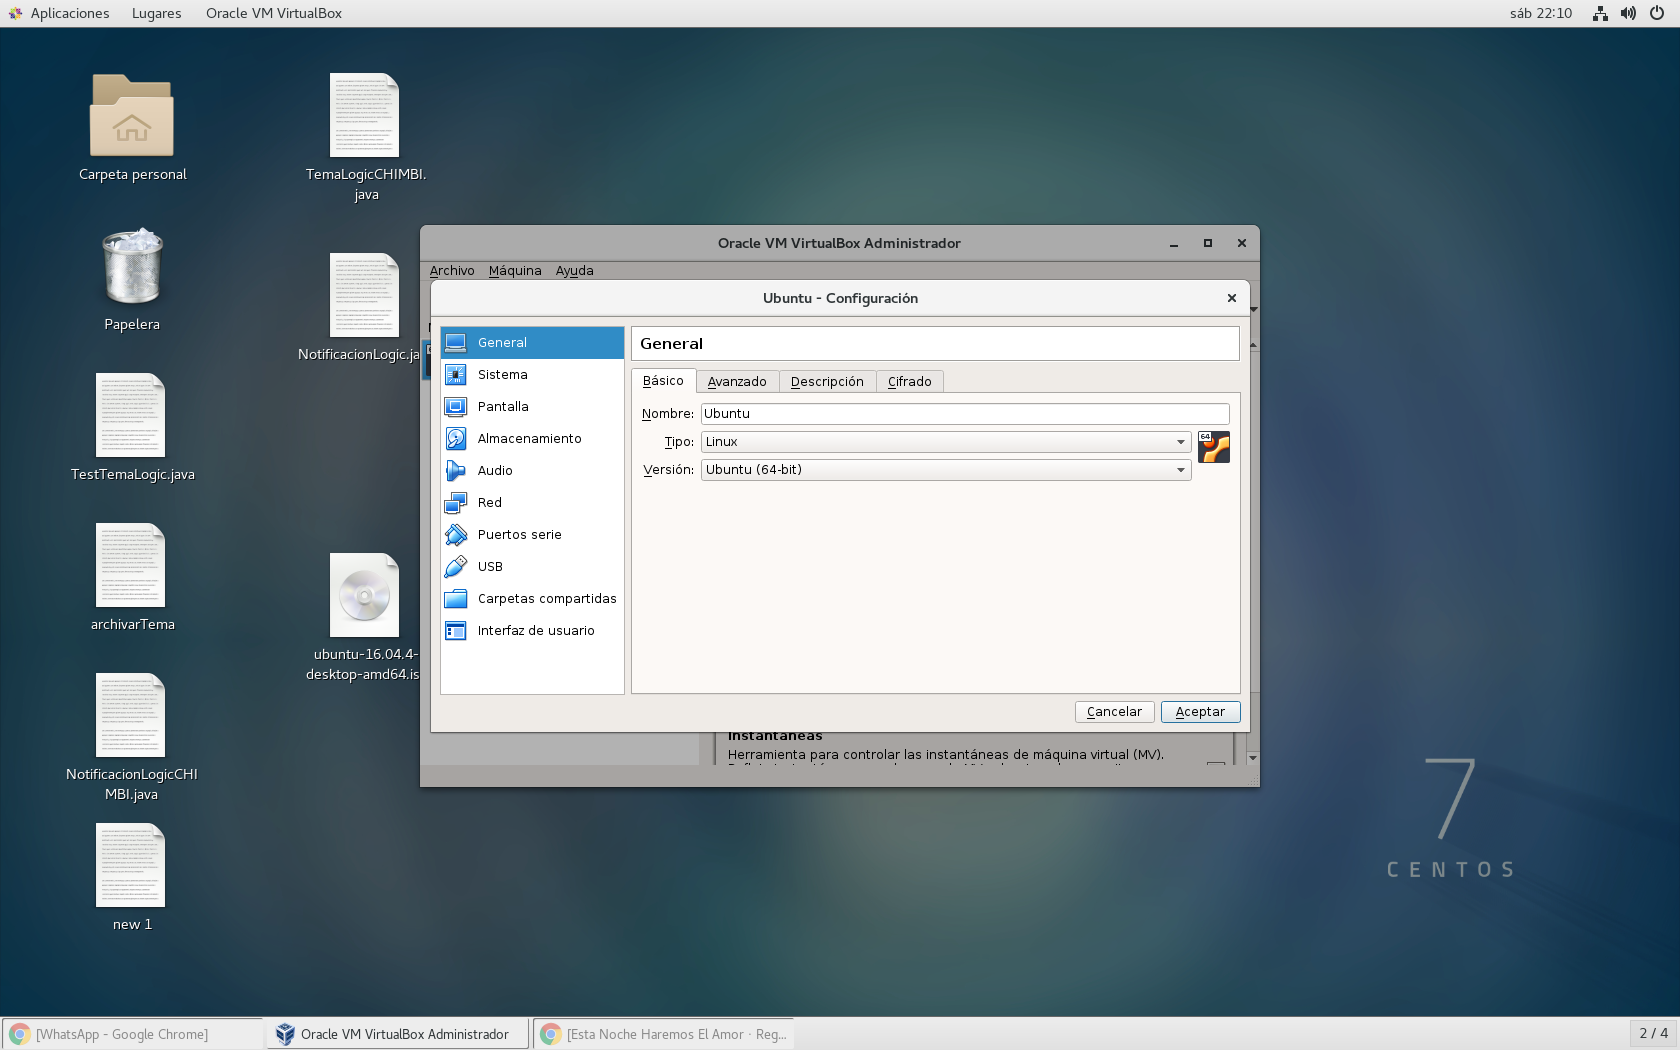 Aplicaciones Lugares Oracle VM VirtualBox sáb 22:10
Carpeta personal
TemaLogicCHIMBI.
java
Papelera
NotificacionLogic.ja
TestTemaLogic.java
archivarTema
ubuntu-16.04.4-
desktop-amd64.is
NotificacionLogicCHI
MBI.java
new 1
Oracle VM VirtualBox Administrador
Archivo Máquina Ayuda
Ubuntu - Configuración
General
Sistema
Pantalla
Almacenamiento
Audio
Red
Puertos serie
USB
Carpetas compartidas
Interfaz de usuario
General
Básico Avanzado Descripción Cifrado
Nombre: Ubuntu
Tipo: Linux
64
Versión: Ubuntu (64-bit)
Cancelar Aceptar
Instantáneas
Herramienta para controlar las instantáneas de máquina virtual (MV).
7
CENTOS
[WhatsApp - Google Chrome] Oracle VM VirtualBox Administrador [Esta Noche Haremos El Amor · Reg... 2 / 4